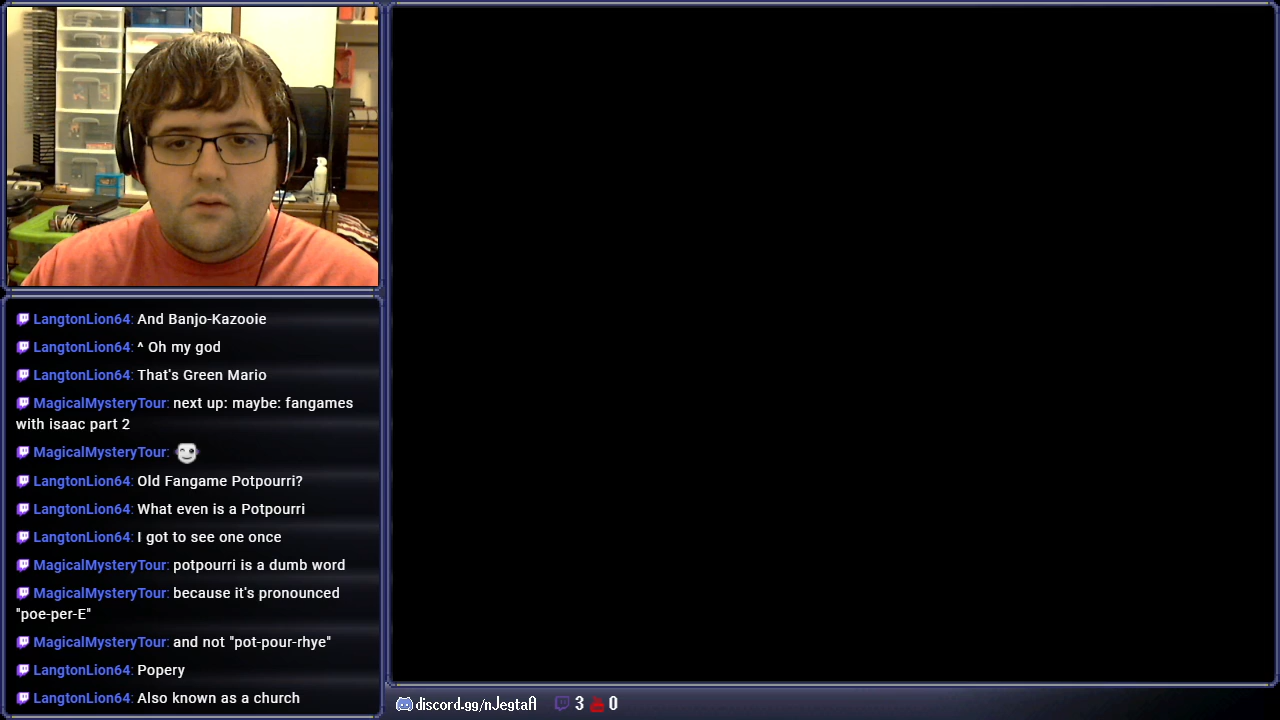 LangtonLion64: And Banjo-Kazooie
LangtonLion64: ^ Oh my god
LangtonLion64: That's Green Mario
MagicalMysteryTour: next up: maybe: fangames
with isaac part 2
MagicalMysteryTour:
LangtonLion64: Old Fangame Potpourri?
LangtonLion64: What even is a Potpourri
LangtonLion64: I got to see one once
MagicalMysteryTour: potpourri is a dumb word
MagicalMysteryTour: because it's pronounced
"poe-per-E"
MagicalMysteryTour: and not "pot-pour-rhye"
LangtonLion64: Popery
LangtonLion64: Also known as a church
discord.gg/nJegtaA 3 0